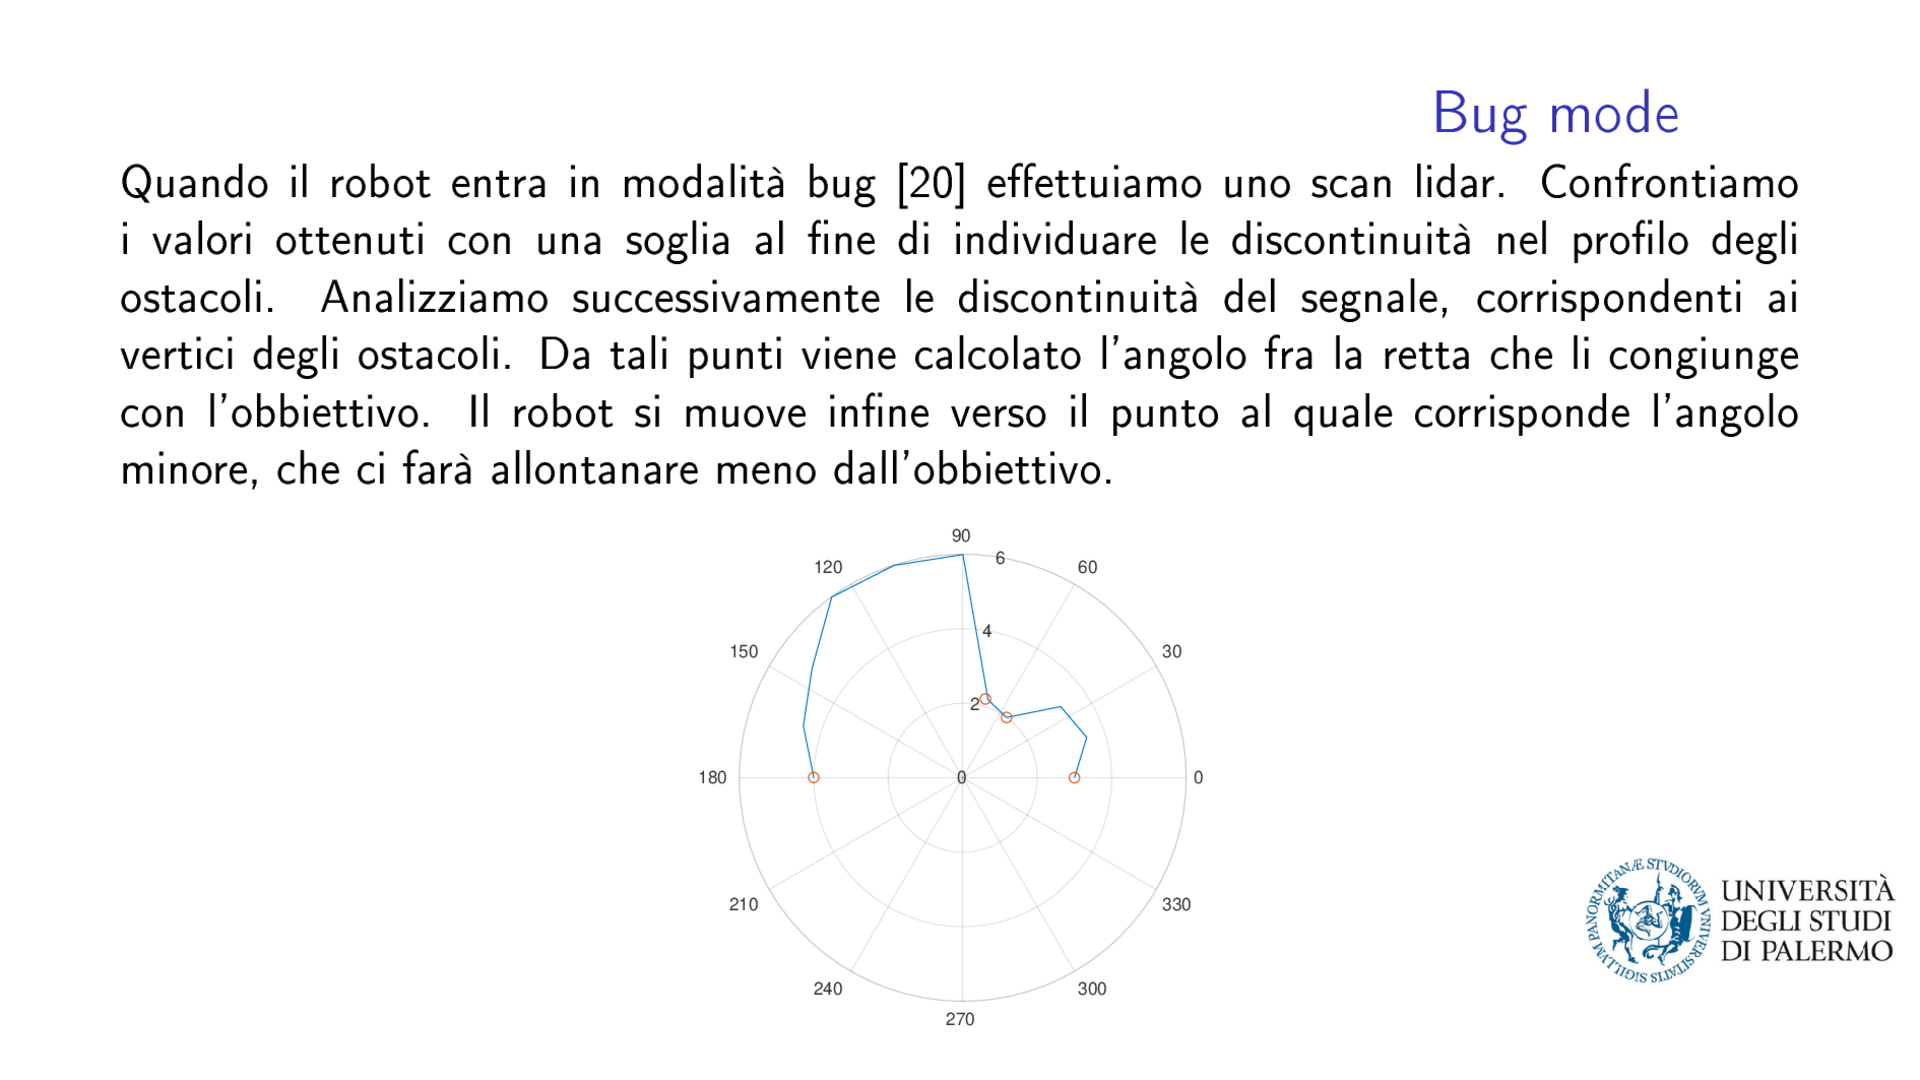 Bug mode
Quando il robot entra in modalità bug [20] effettuiamo uno scan lidar. Confrontiamo
i valori ottenuti con una soglia al fine di individuare le discontinuità nel profilo degli
ostacoli. Analizziamo successivamente le discontinuità del segnale, corrispondenti ai
vertici degli ostacoli. Da tali punti viene calcolato l'angolo fra la retta che li congiunge
con l'obbiettivo. Il robot si muove infine verso il punto al quale corrisponde l'angolo
minore, che ci farà allontanare meno dall'obbiettivo.
90
120
6
60
4
150
30
2
180
0
0
210
330
240
300
270
SIGILLVM PANORMITANÆ STVDIORVM VNIVERSITATIS
UNIVERSITÀ
DEGLI STUDI
DI PALERMO